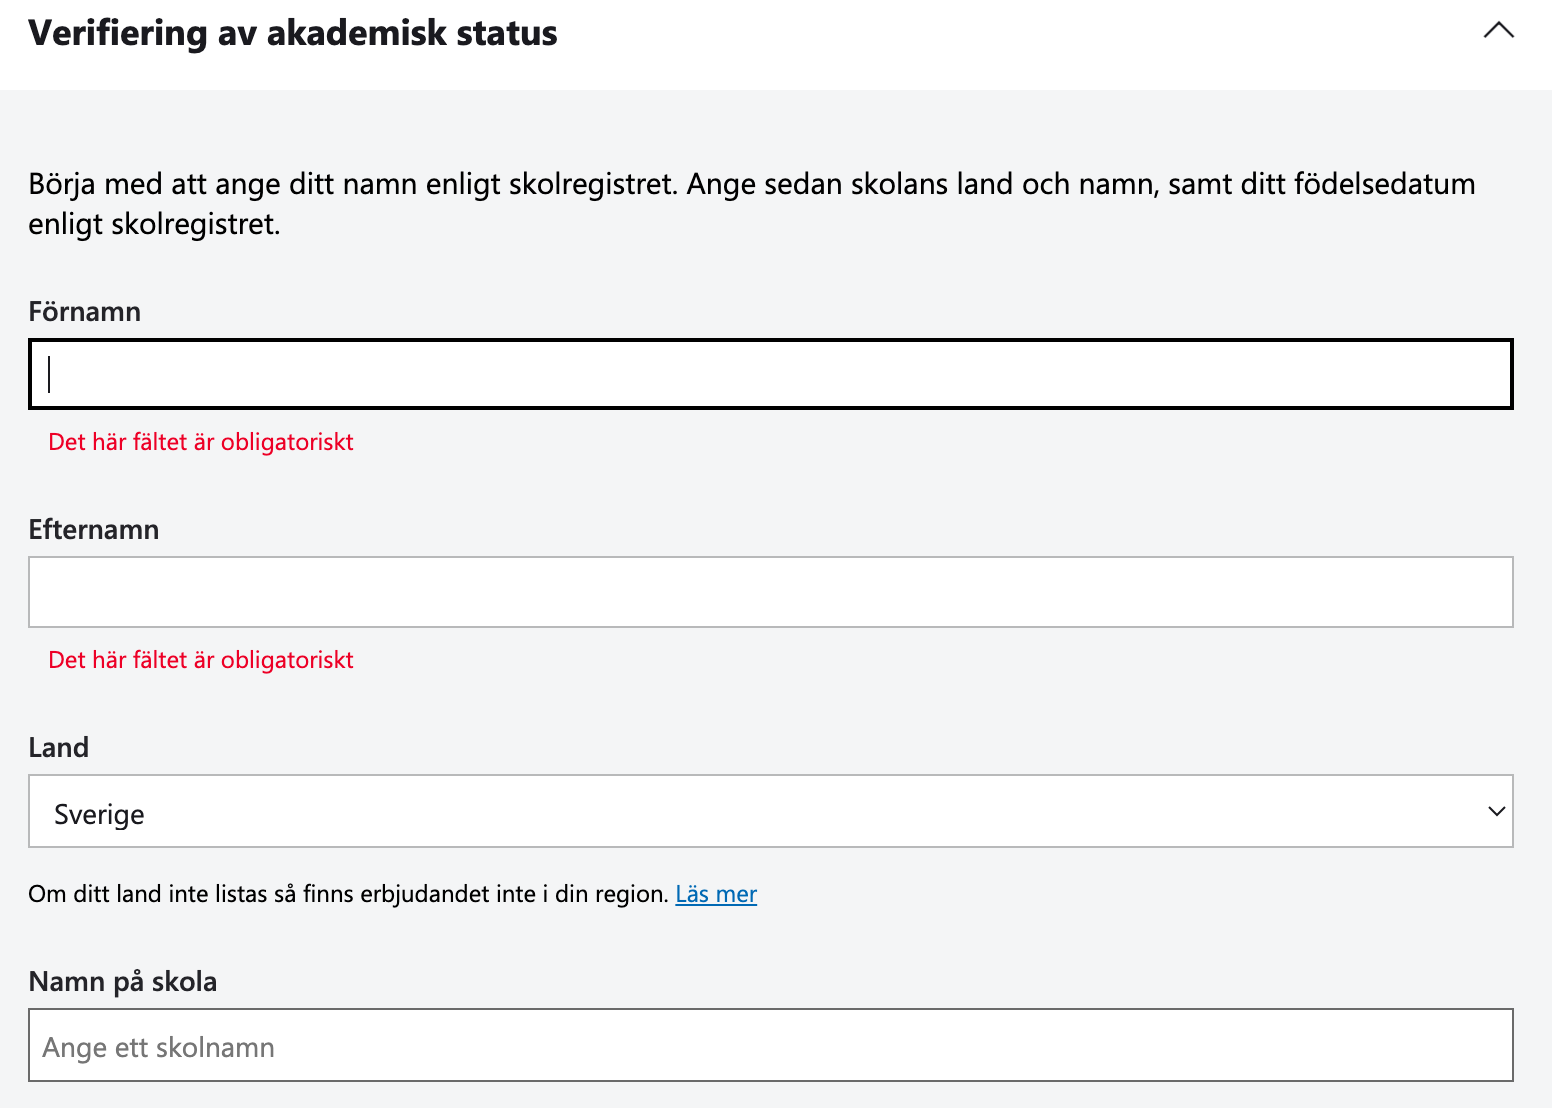 Verifiering av akademisk status
Börja med att ange ditt namn enligt skolregistret. Ange sedan skolans land och namn, samt ditt födelsedatum
enligt skolregistret.
Förnamn
Det här fältet är obligatoriskt
Efternamn
Det här fältet är obligatoriskt
Land
Sverige
Om ditt land inte listas så finns erbjudandet inte i din region. Läs mer
Namn på skola
Ange ett skolnamn